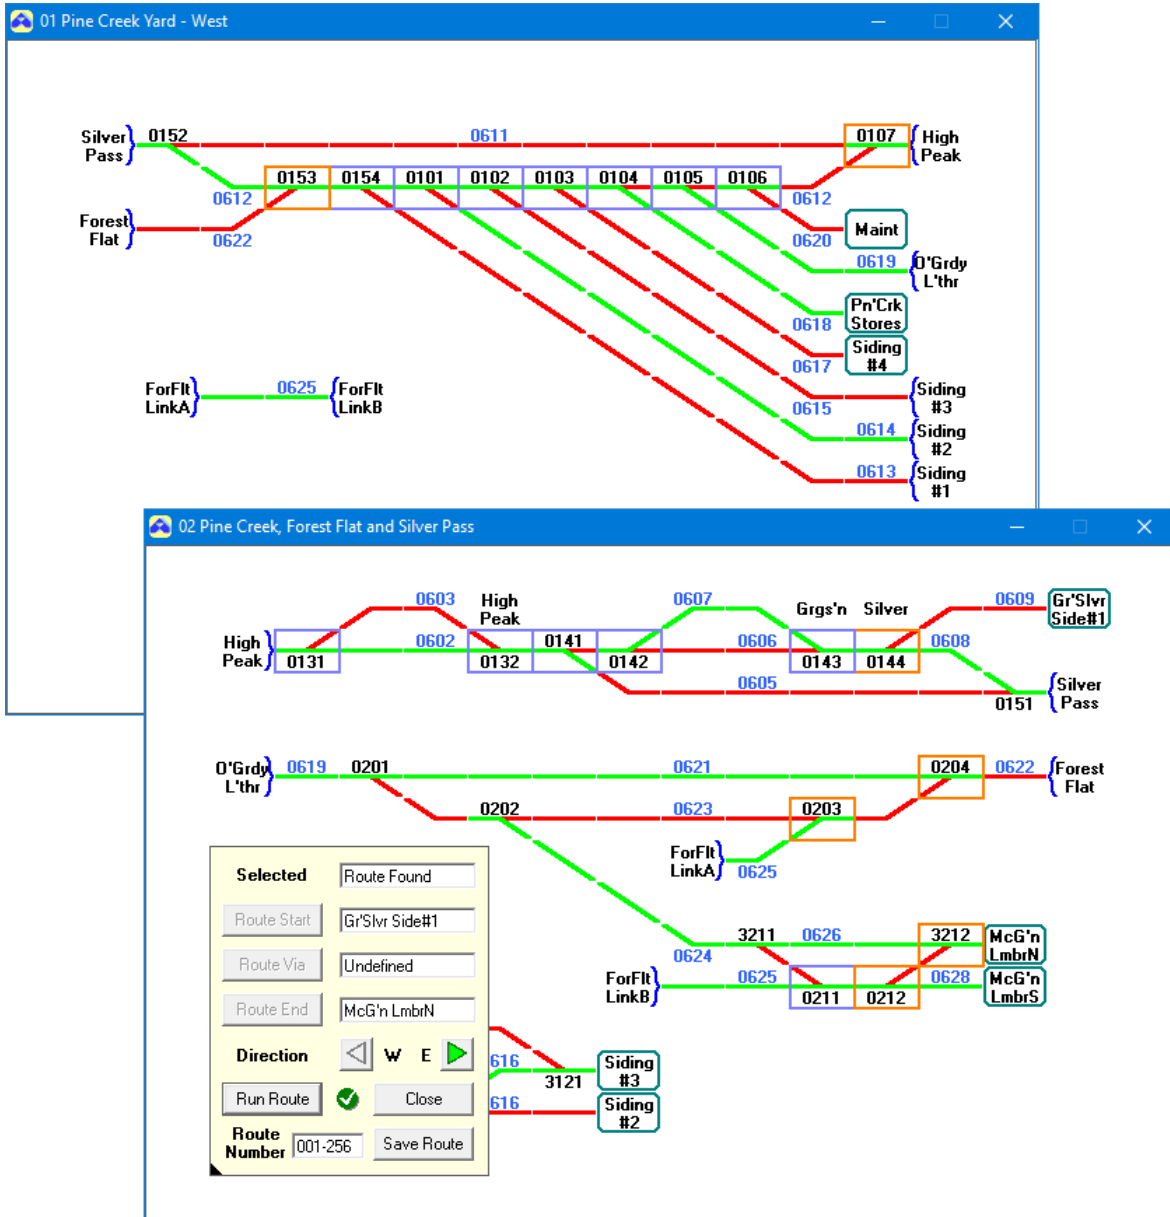 01 Pine Creek Yard - West
Silver
Pass
0152
0611
0107
High
Peak
0153
0154
0101
0102
0103
0104
0105
0106
0612
0612
Forest
Flat
0622
0620
Maint
0619
O'Grdy
L'thr
0618
Pn'Crk
Stores
0617
Siding
#4
ForFlt
LinkA
0625
ForFlt
LinkB
0615
Siding
#3
0614
Siding
#2
0613
Siding
#1
02 Pine Creek, Forest Flat and Silver Pass
0603
High
Peak
0607
Grgs'n
Silver
0609
Gr'Slvr
Side#1
High
Peak
0131
0602
0132
0141
0142
0606
0143
0144
0608
0605
0151
Silver
Pass
O'Grdy
L'thr
0619
0201
0621
0204
0622
Forest
Flat
0202
0623
0203
ForFlt
LinkA
0625
3211
0626
3212
McG'n
LmbrN
0624
ForFlt
LinkB
0625
0211
0212
0628
McG'n
LmbrS
Selected
Route Found
Route Start
Gr'Slvr Side#1
Route Via
Undefined
Route End
McG'n LmbrN
Direction
W
E
Run Route
Close
Route
Number
001-256
Save Route
616
3121
Siding
#3
616
Siding
#2